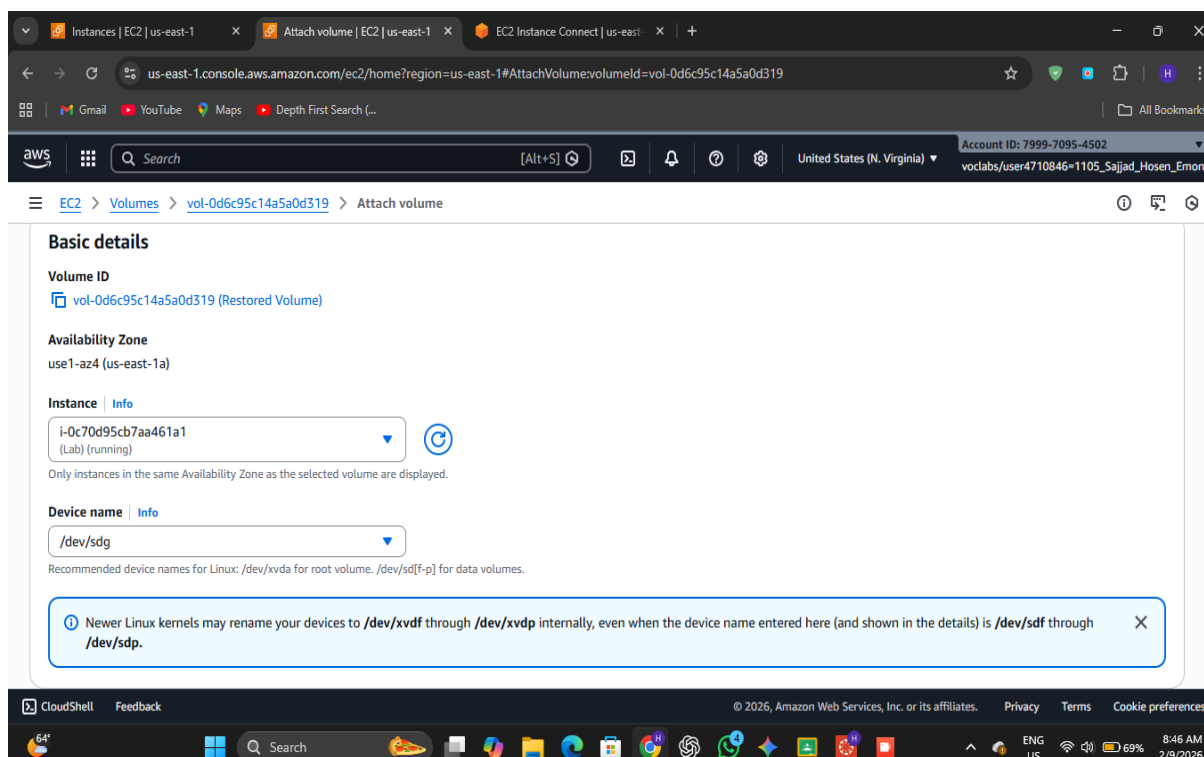 Instances | EC2 | us-east-1
Attach volume | EC2 | us-east-1
EC2 Instance Connect | us-east-
us-east-1.console.aws.amazon.com/ec2/home?region=us-east-1#AttachVolume:volumeId=vol-0d6c95c14a5a0d319
H
Gmail
YouTube
Maps
Depth First Search (...
All Bookmarks
aws
Search
[Alt+S]
United States (N. Virginia)
Account ID: 7999-7095-4502
voclabs/user4710846=1105_Sajjad_Hosen_Emon
EC2 > Volumes > vol-0d6c95c14a5a0d319 > Attach volume
Basic details
Volume ID
vol-0d6c95c14a5a0d319 (Restored Volume)
Availability Zone
use1-az4 (us-east-1a)
Instance | Info
i-0c70d95cb7aa461a1
(Lab) (running)
Only instances in the same Availability Zone as the selected volume are displayed.
Device name | Info
/dev/sdg
Recommended device names for Linux: /dev/xvda for root volume. /dev/sd[f-p] for data volumes.
Newer Linux kernels may rename your devices to /dev/xvdf through /dev/xvdp internally, even when the device name entered here (and shown in the details) is /dev/sdf through
/dev/sdp.
CloudShell
Feedback
© 2026, Amazon Web Services, Inc. or its affiliates.
Privacy
Terms
Cookie preferences
64°
Search
H
4
H
ENG
US
69%
8:46 AM
2/9/2026